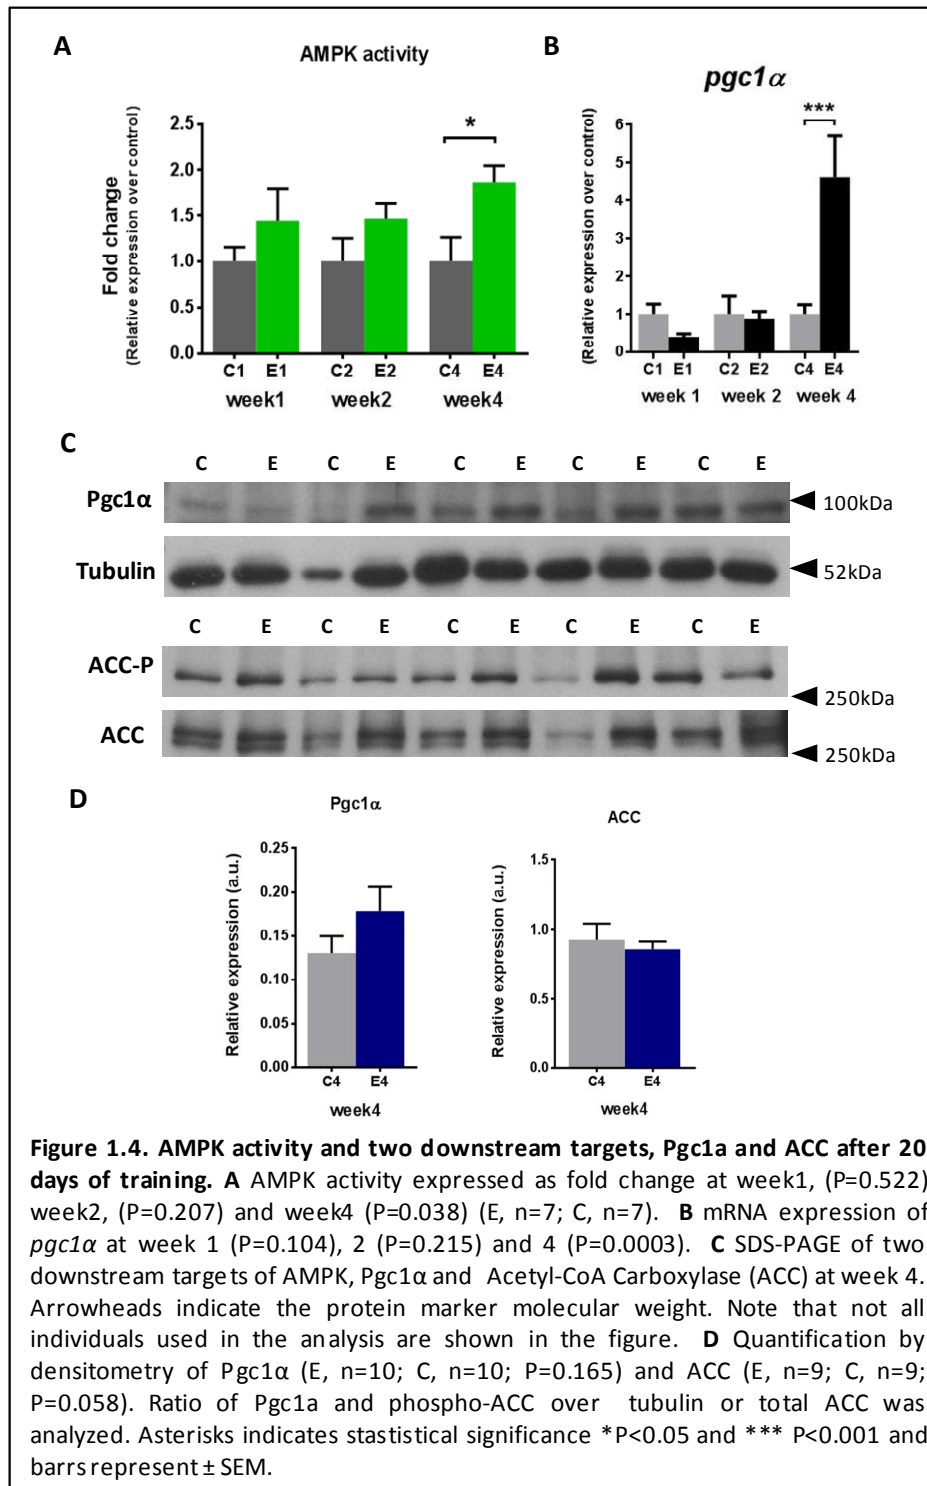 A
AMPK activity
Fold change
(Relative expression over control)
2.5
2.0
1.5
1.0
0.5
0.0
*
C1 E1 C2 E2 C4 E4
week1 week2 week4
B
pgc1α
(Relative expression over control)
6
5
4
2
1
0
***
C1 E1 C2 E2 C4 E4
week 1 week 2 week 4
C
C E C E C E C E C E
Pgc1α
100kDa
Tubulin
52kDa
C E C E C E C E C E
ACC-P
250kDa
ACC
250kDa
D
Pgc1α
Relative expression (a.u.)
0.25
0.20
0.15
0.10
0.05
0.00
C4 E4
week4
ACC
Relative expression (a.u.)
1.5
1.0
0.5
0.0
C4 E4
week4
Figure 1.4. AMPK activity and two downstream targets, Pgc1a and ACC after 20
days of training. A AMPK activity expressed as fold change at week1, (P=0.522)
week2, (P=0.207) and week4 (P=0.038) (E, n=7; C, n=7). B mRNA expression of
pgc1α at week 1 (P=0.104), 2 (P=0.215) and 4 (P=0.0003). C SDS-PAGE of two
downstream targets of AMPK, Pgc1α and Acetyl-CoA Carboxylase (ACC) at week 4.
Arrowheads indicate the protein marker molecular weight. Note that not all
individuals used in the analysis are shown in the figure. D Quantification by
densitometry of Pgc1α (E, n=10; C, n=10; P=0.165) and ACC (E, n=9; C, n=9;
P=0.058). Ratio of Pgc1a and phospho-ACC over tubulin or total ACC was
analyzed. Asterisks indicates stastistical significance *P<0.05 and *** P<0.001 and
barrs represent ± SEM.